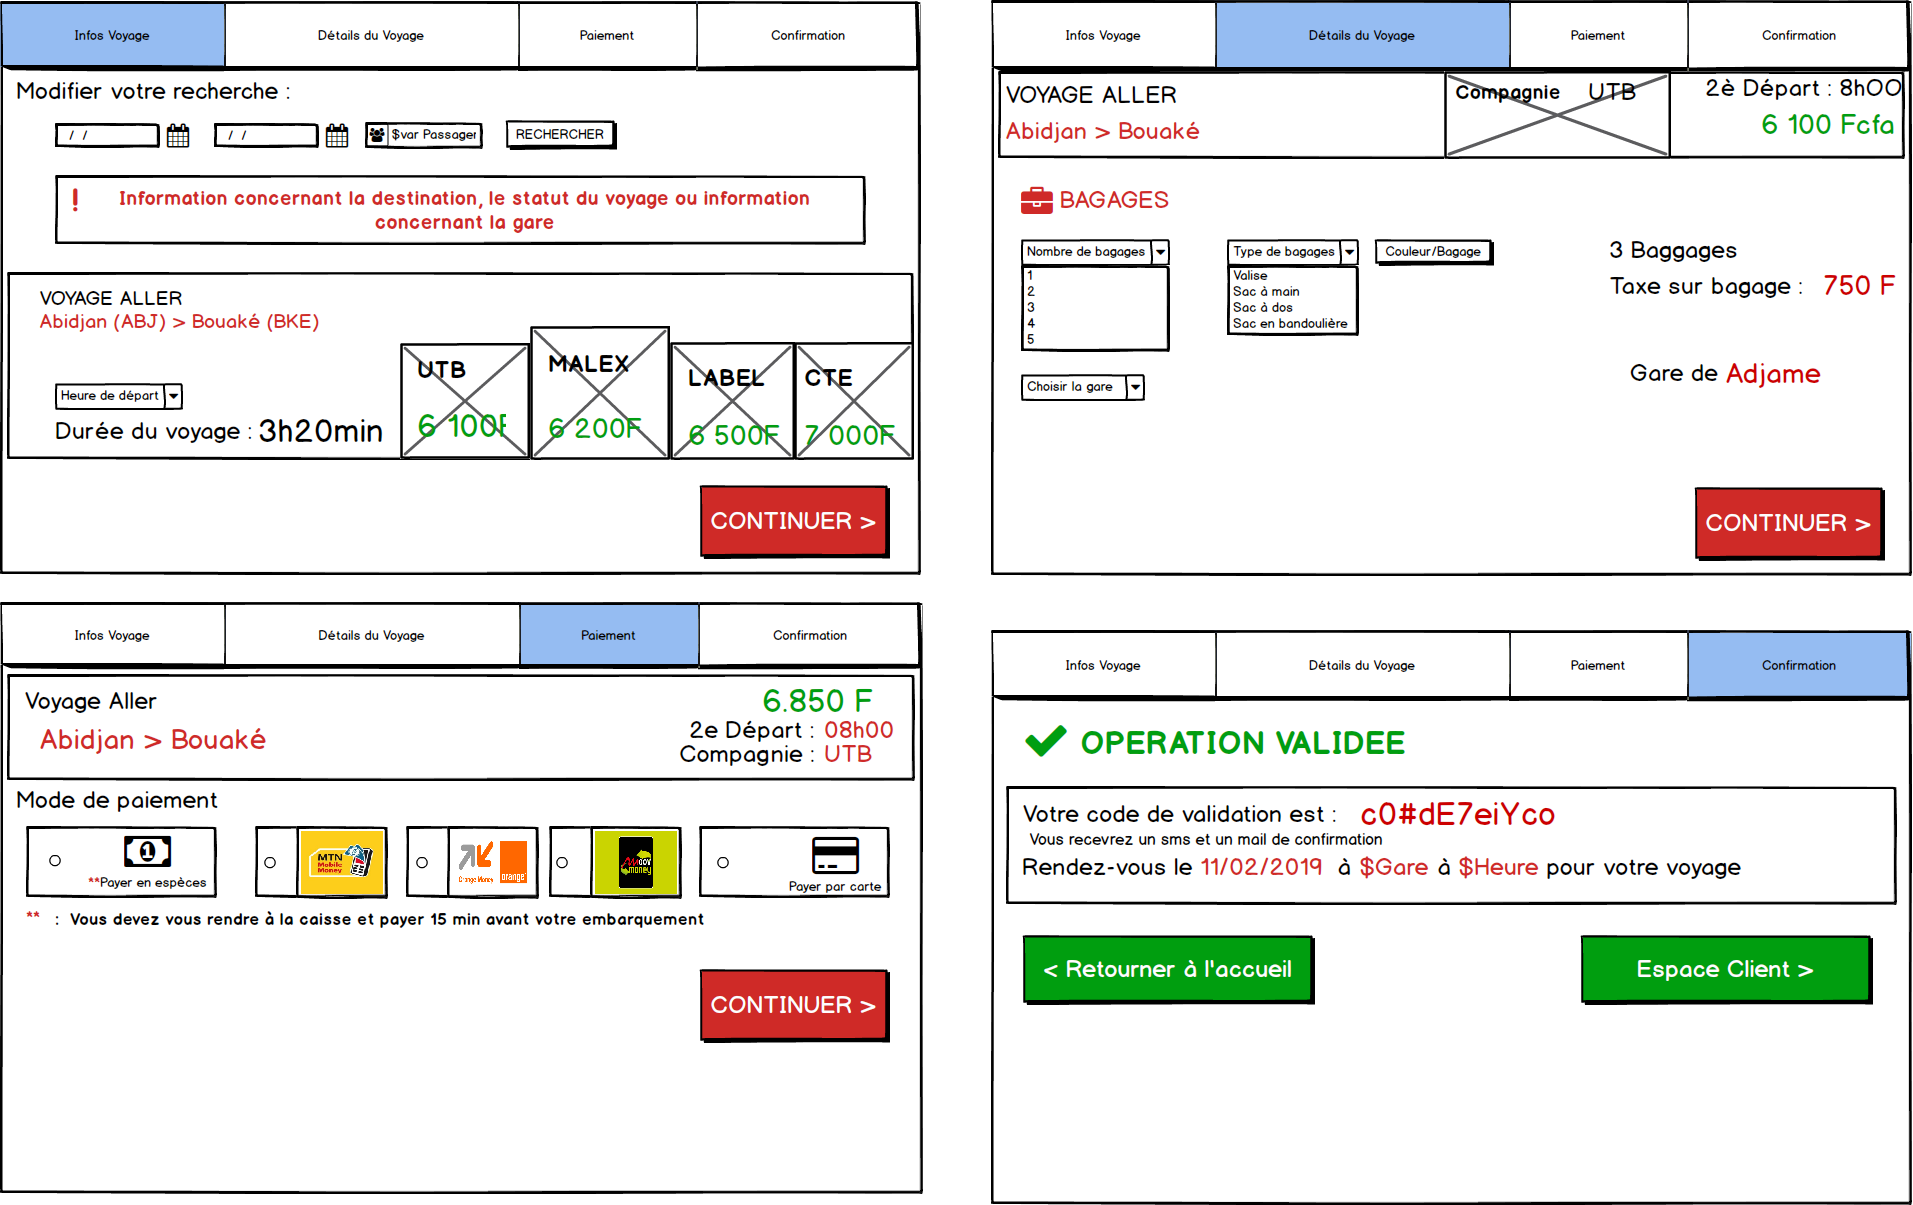 Infos Voyage
Détails du Voyage
Paiement
Confirmation
Modifier votre recherche :
/ /
/ /
$var Passager
RECHERCHER
! Information concernant la destination, le statut du voyage ou information
concernant la gare
VOYAGE ALLER
Abidjan (ABJ) > Bouaké (BKE)
UTB
MALEX
LABEL
CTE
Heure de départ
6 100F
6 200F
6 500F
7 000F
Durée du voyage : 3h20min
CONTINUER >
Infos Voyage
Détails du Voyage
Paiement
Confirmation
VOYAGE ALLER
Abidjan > Bouaké
Compagnie UTB
2è Départ : 8h00
6 100 Fcfa
BAGAGES
Nombre de bagages
1
2
3
4
5
Type de bagages
Valise
Sac à main
Sac à dos
Sac en bandoulière
Couleur/Bagage
3 Baggages
Taxe sur bagage : 750 F
Choisir la gare
Gare de Adjame
CONTINUER >
Infos Voyage
Détails du Voyage
Paiement
Confirmation
Voyage Aller
Abidjan > Bouaké
6.850 F
2e Départ : 08h00
Compagnie : UTB
Mode de paiement
1
**Payer en espèces
MTN
Mobile
Money
Orange Money
orange
moov
money
Payer par carte
** : Vous devez vous rendre à la caisse et payer 15 min avant votre embarquement
CONTINUER >
Infos Voyage
Détails du Voyage
Paiement
Confirmation
OPERATION VALIDEE
Votre code de validation est : c0#dE7eiYco
Vous recevrez un sms et un mail de confirmation
Rendez-vous le 11/02/2019 à $Gare à $Heure pour votre voyage
< Retourner à l'accueil
Espace Client >